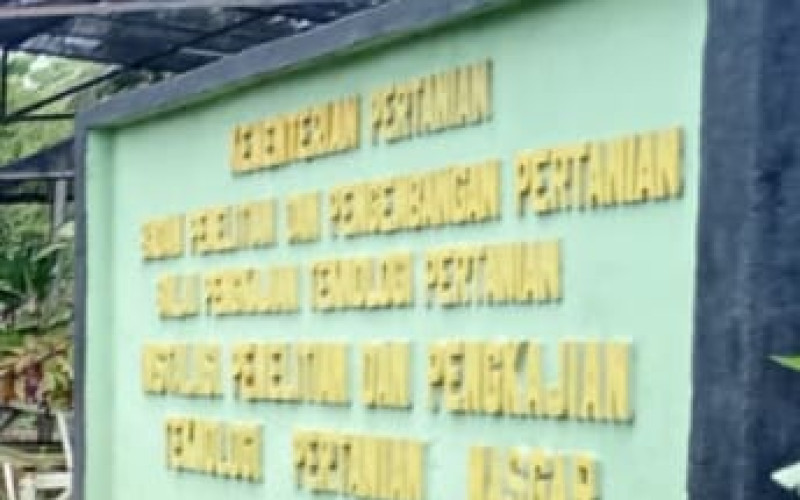 KEMENTERIAN PERTANIAN
BADAN PENELITIAN DAN PENGEMBANGAN PERTANIAN
BALAI PENGKAJIAN TEKNOLOGI PERTANIAN
INSTALASI PENELITIAN DAN PENGKAJIAN
TEKNOLOGI PERTANIAN